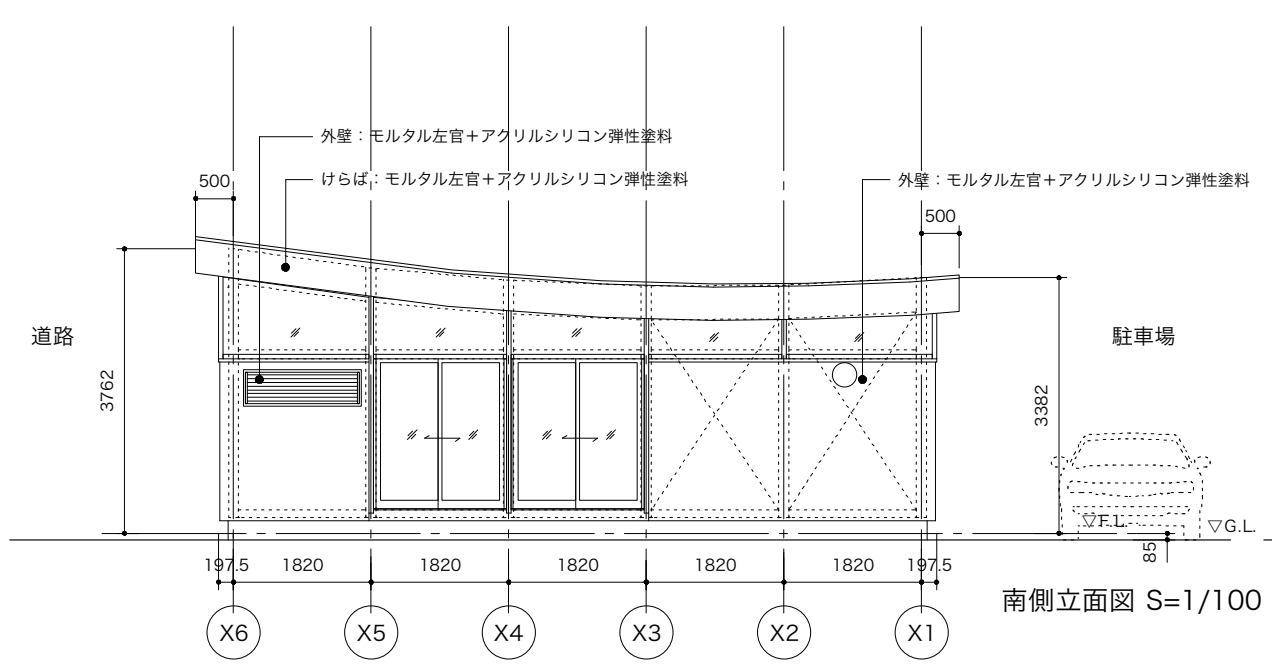 外壁：モルタル左官＋アクリルシリコン弾性塗料
500
けらば：モルタル左官＋アクリルシリコン弾性塗料
外壁：モルタル左官＋アクリルシリコン弾性塗料
500
道路
駐車場
3762
3382
▽F.L.
▽G.L.
85
197.5 1820 1820 1820 1820 1820 197.5
南側立面図 S=1/100
X6 X5 X4 X3 X2 X1